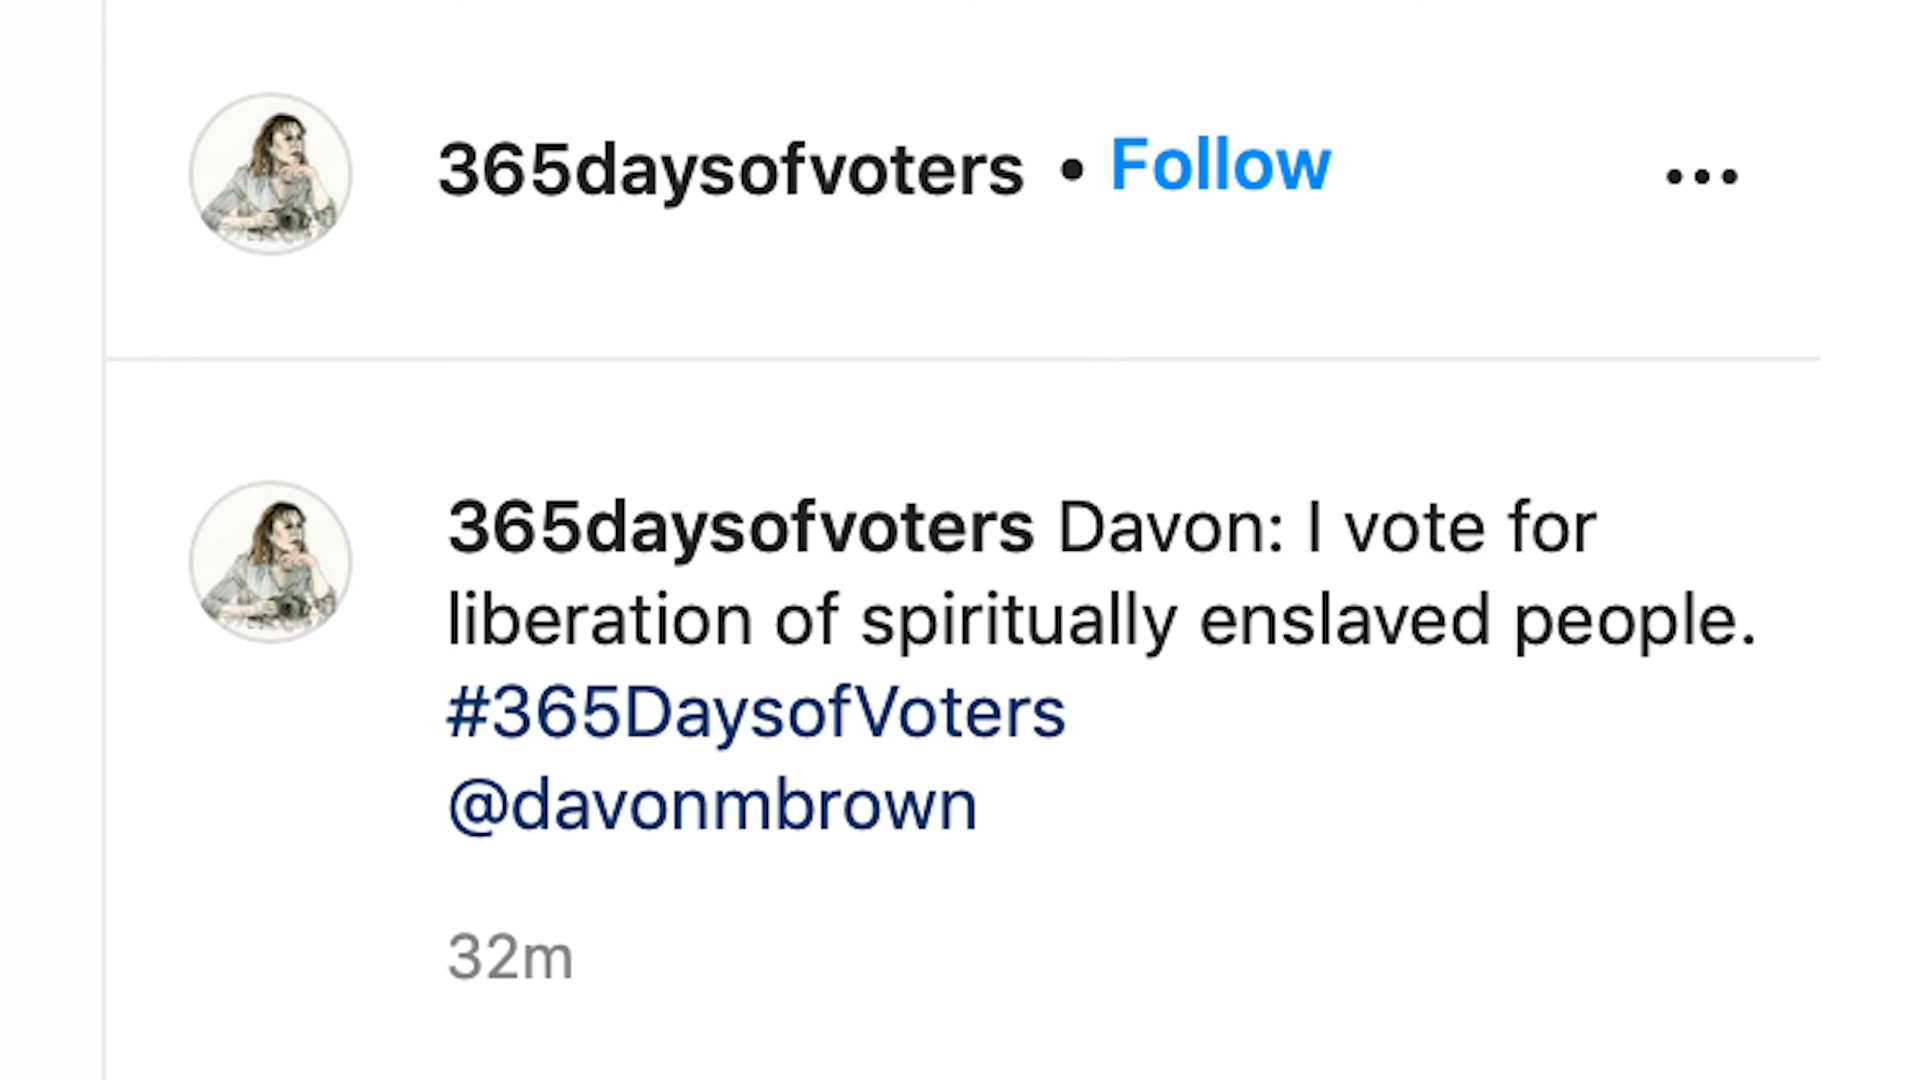 365daysofvoters • Follow
365daysofvoters Davon: I vote for
liberation of spiritually enslaved people.
#365DaysofVoters
@davonmbrown
32m